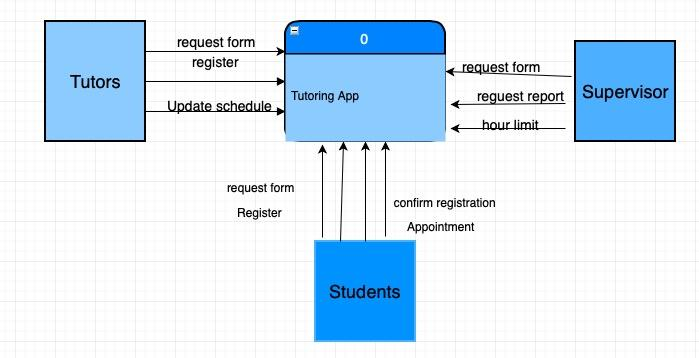 0
Tutoring App
Tutors
request form
register
Update schedule
request form
reguest report
hour limit
Supervisor
request form
Register
confirm registration
Appointment
Students